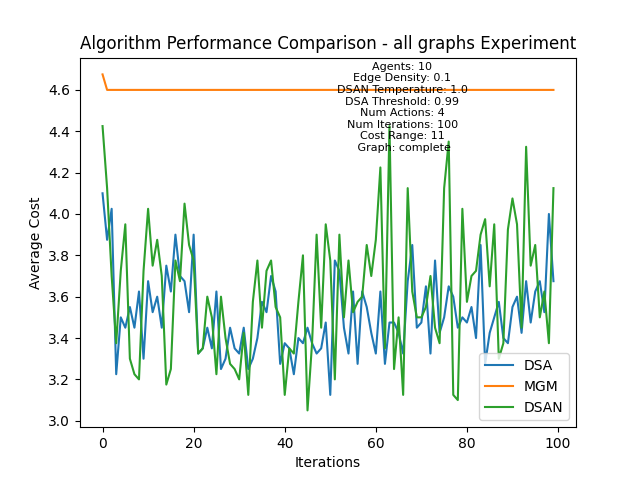 Algorithm Performance Comparison - all graphs Experiment
Agents: 10
Edge Density: 0.1
DSAN Temperature: 1.0
DSA Threshold: 0.99
Num Actions: 4
Num Iterations: 100
Cost Range: 11
Graph: complete
4.6
4.4
4.2
4.0
3.8
3.6
3.4
3.2
3.0
Average Cost
DSA
MGM
DSAN
0 20 40 60 80 100
Iterations